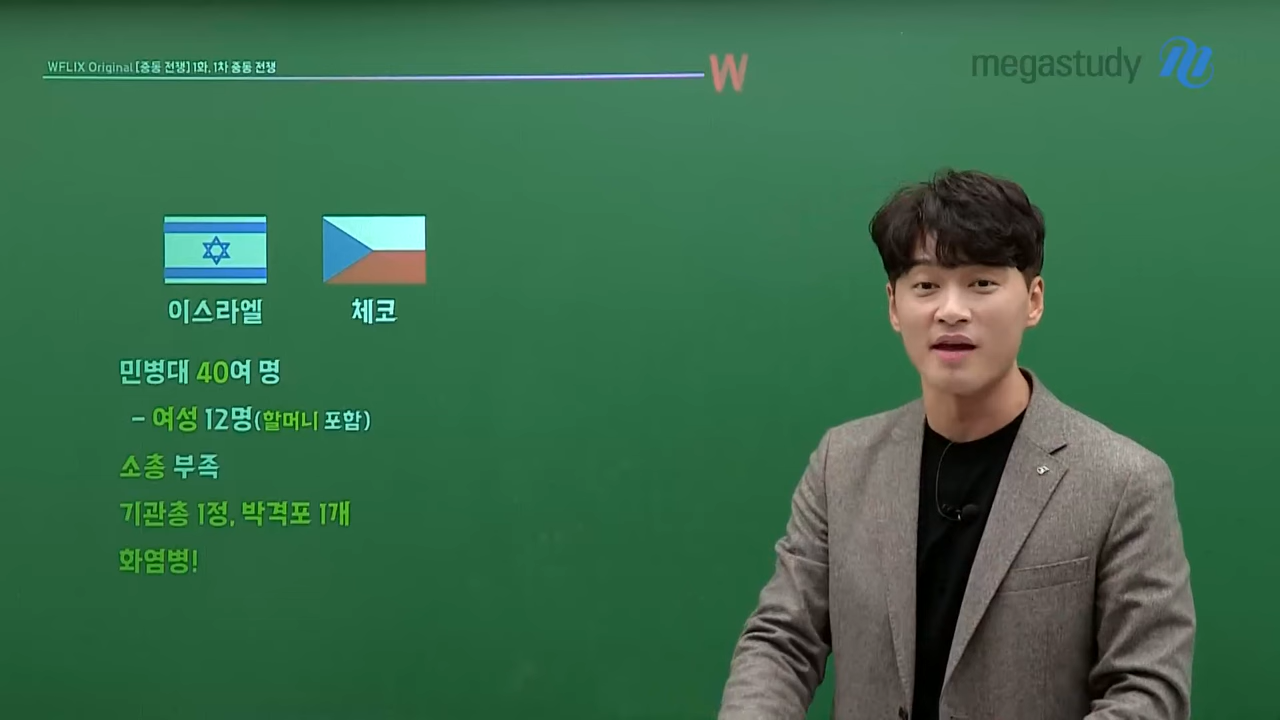 WFLIX Original [중동 전쟁] 1화. 1차 중동 전쟁
W
megastudy
이스라엘
체코
민병대 40여 명
- 여성 12명(할머니 포함)
소총 부족
기관총 1정, 박격포 1개
화염병!